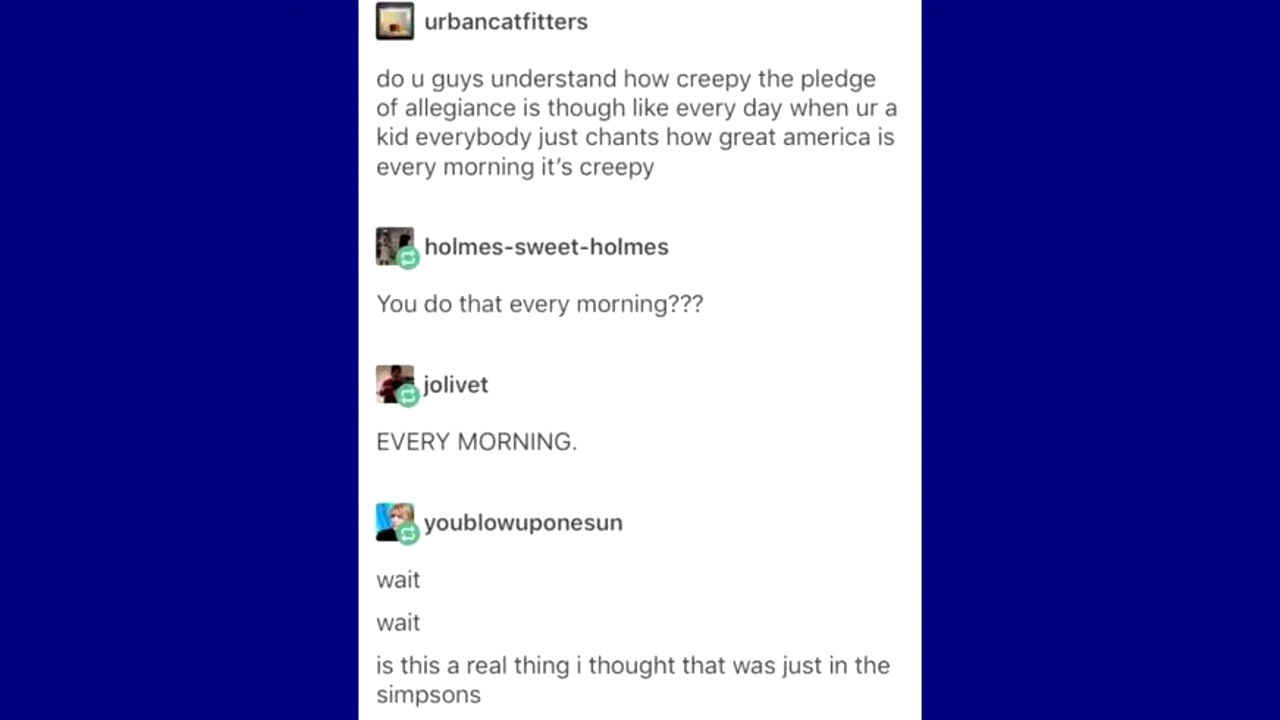 urbancatfitters
do u guys understand how creepy the pledge
of allegiance is though like every day when ur a
kid everybody just chants how great america is
every morning it’s creepy
holmes-sweet-holmes
You do that every morning???
jolivet
EVERY MORNING.
youblowuponesun
wait
wait
is this a real thing i thought that was just in the
simpsons